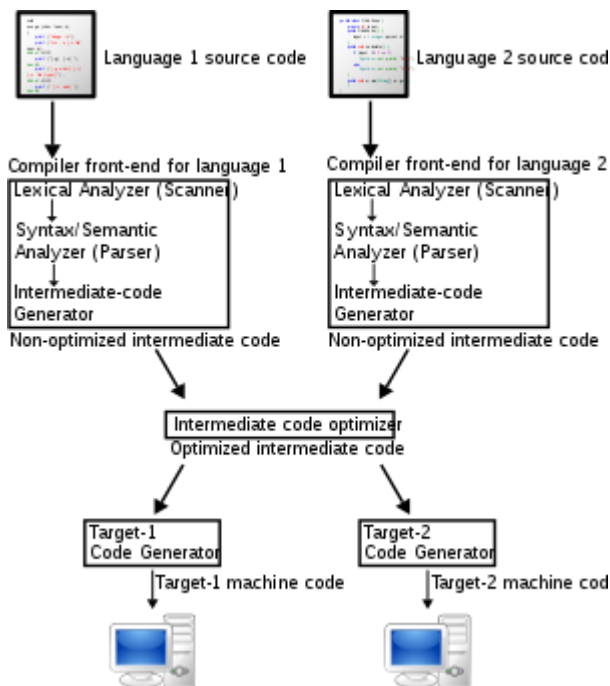 Language 1 source code
Language 2 source cod
Compiler front-end for language 1
Compiler front-end for language 2
Lexical Analyzer (Scanner)
Syntax/Semantic
Analyzer (Parser)
Intermediate-code
Generator
Lexical Analyzer (Scanner)
Syntax/Semantic
Analyzer (Parser)
Intermediate-code
Generator
Non-optimized intermediate code
Non-optimized intermediate code
Intermediate code optimizer
Optimized intermediate code
Target-1
Code Generator
Target-2
Code Generator
Target-1 machine code
Target-2 machine cod